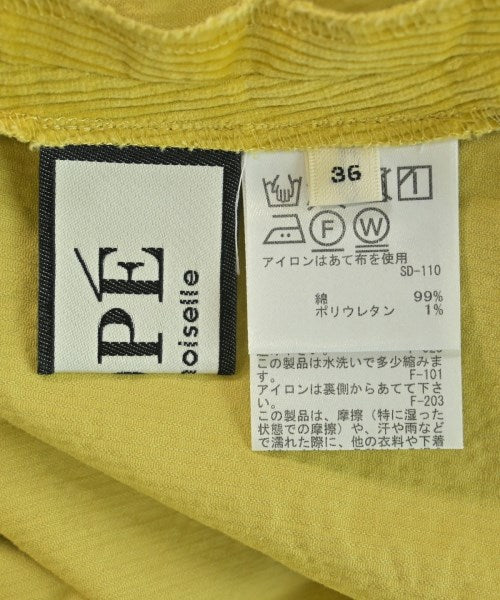 PÉ
noiselle
36
F
W
アイロンはあて布を使用
SD-110
綿 99%
ポリウレタン 1%
この製品は水洗いで多少縮みま
す。 F-101
アイロンは裏側からあてて下さ
い。 F-203
この製品は、摩擦（特に湿った
状態での摩擦）や、汗や雨など
で濡れた際に、他の衣料や下着